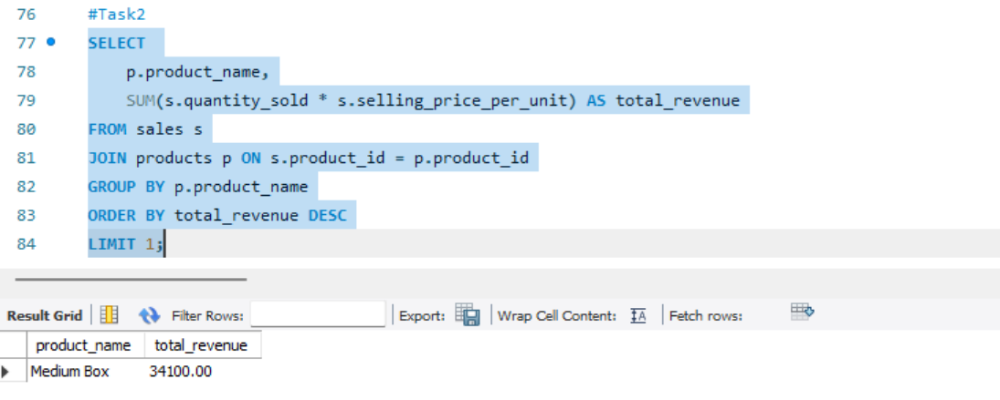 76 #Task2
77 SELECT
78 p.product_name,
79 SUM(s.quantity_sold * s.selling_price_per_unit) AS total_revenue
80 FROM sales s
81 JOIN products p ON s.product_id = p.product_id
82 GROUP BY p.product_name
83 ORDER BY total_revenue DESC
84 LIMIT 1;
Result Grid Filter Rows: Export: Wrap Cell Content: IA Fetch rows:
product_name total_revenue
Medium Box 34100.00